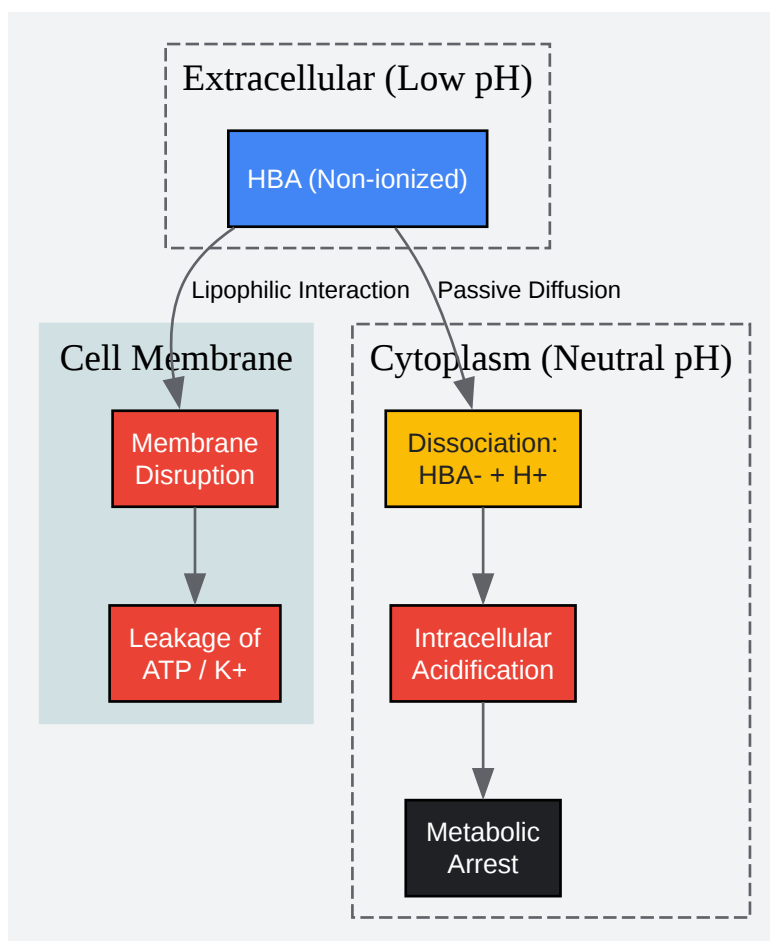 Extracellular (Low pH)
HBA (Non-ionized)
Lipophilic Interaction
Passive Diffusion
Cell Membrane
Membrane
Disruption
Leakage of
ATP / K+
Cytoplasm (Neutral pH)
Dissociation:
HBA- + H+
Intracellular
Acidification
Metabolic
Arrest